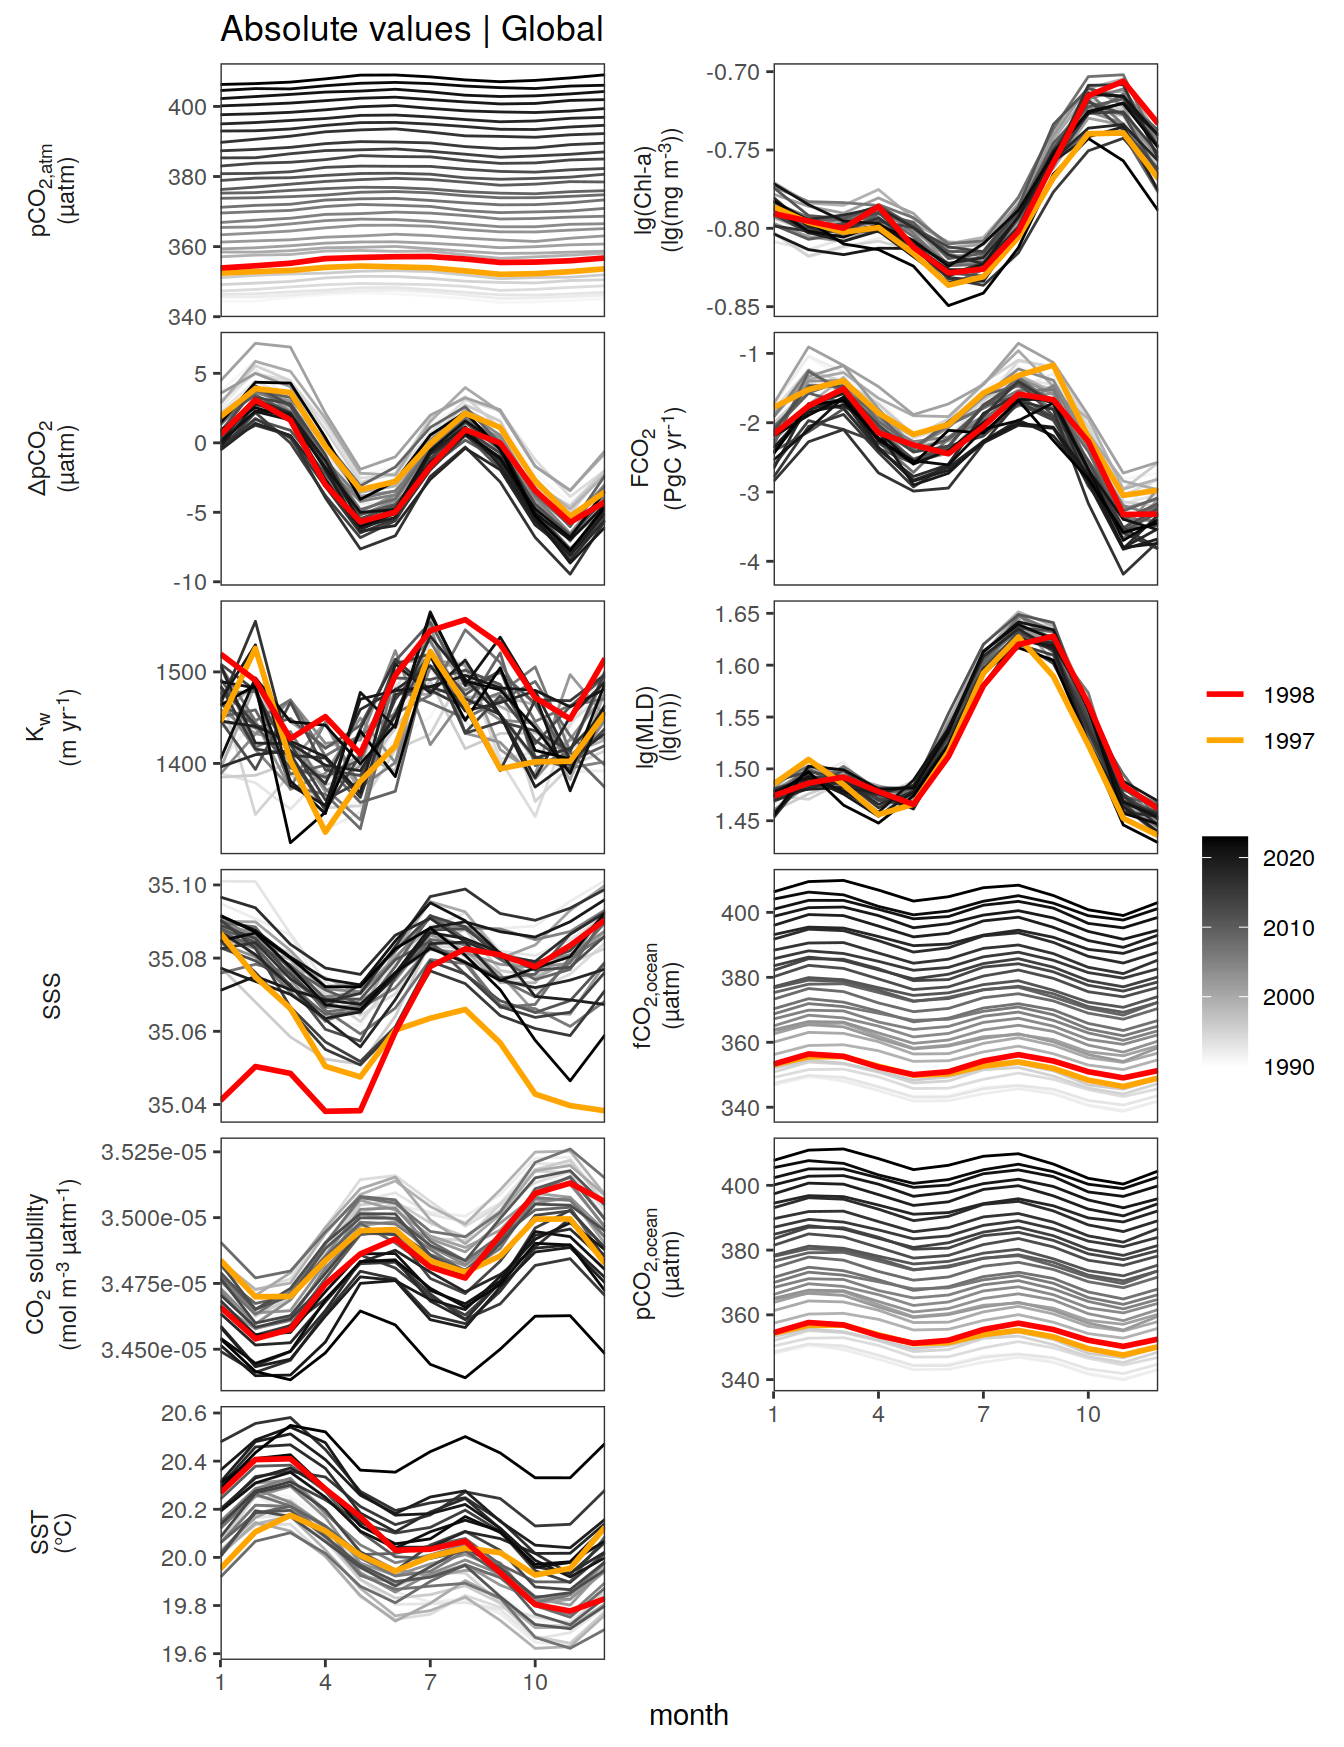 Absolute values | Global
pCO2,atm
(µatm)
400
380
360
340
lg(Chl-a)
(lg(mg m-3))
-0.70
-0.75
-0.80
-0.85
ΔpCO2
(µatm)
5
0
-5
-10
FCO2
(PgC yr-1)
-1
-2
-3
-4
Kw
(m yr-1)
1500
1400
lg(MLD)
(lg(m))
1.65
1.60
1.55
1.50
1.45
SSS
35.10
35.08
35.06
35.04
fCO2,ocean
(µatm)
400
380
360
340
CO2 solubility
(mol m-3 µatm-1)
3.525e-05
3.500e-05
3.475e-05
3.450e-05
pCO2,ocean
(µatm)
400
380
360
340
1 4 7 10
SST
(°C)
20.6
20.4
20.2
20.0
19.8
19.6
1 4 7 10
month
1998
1997
2020
2010
2000
1990